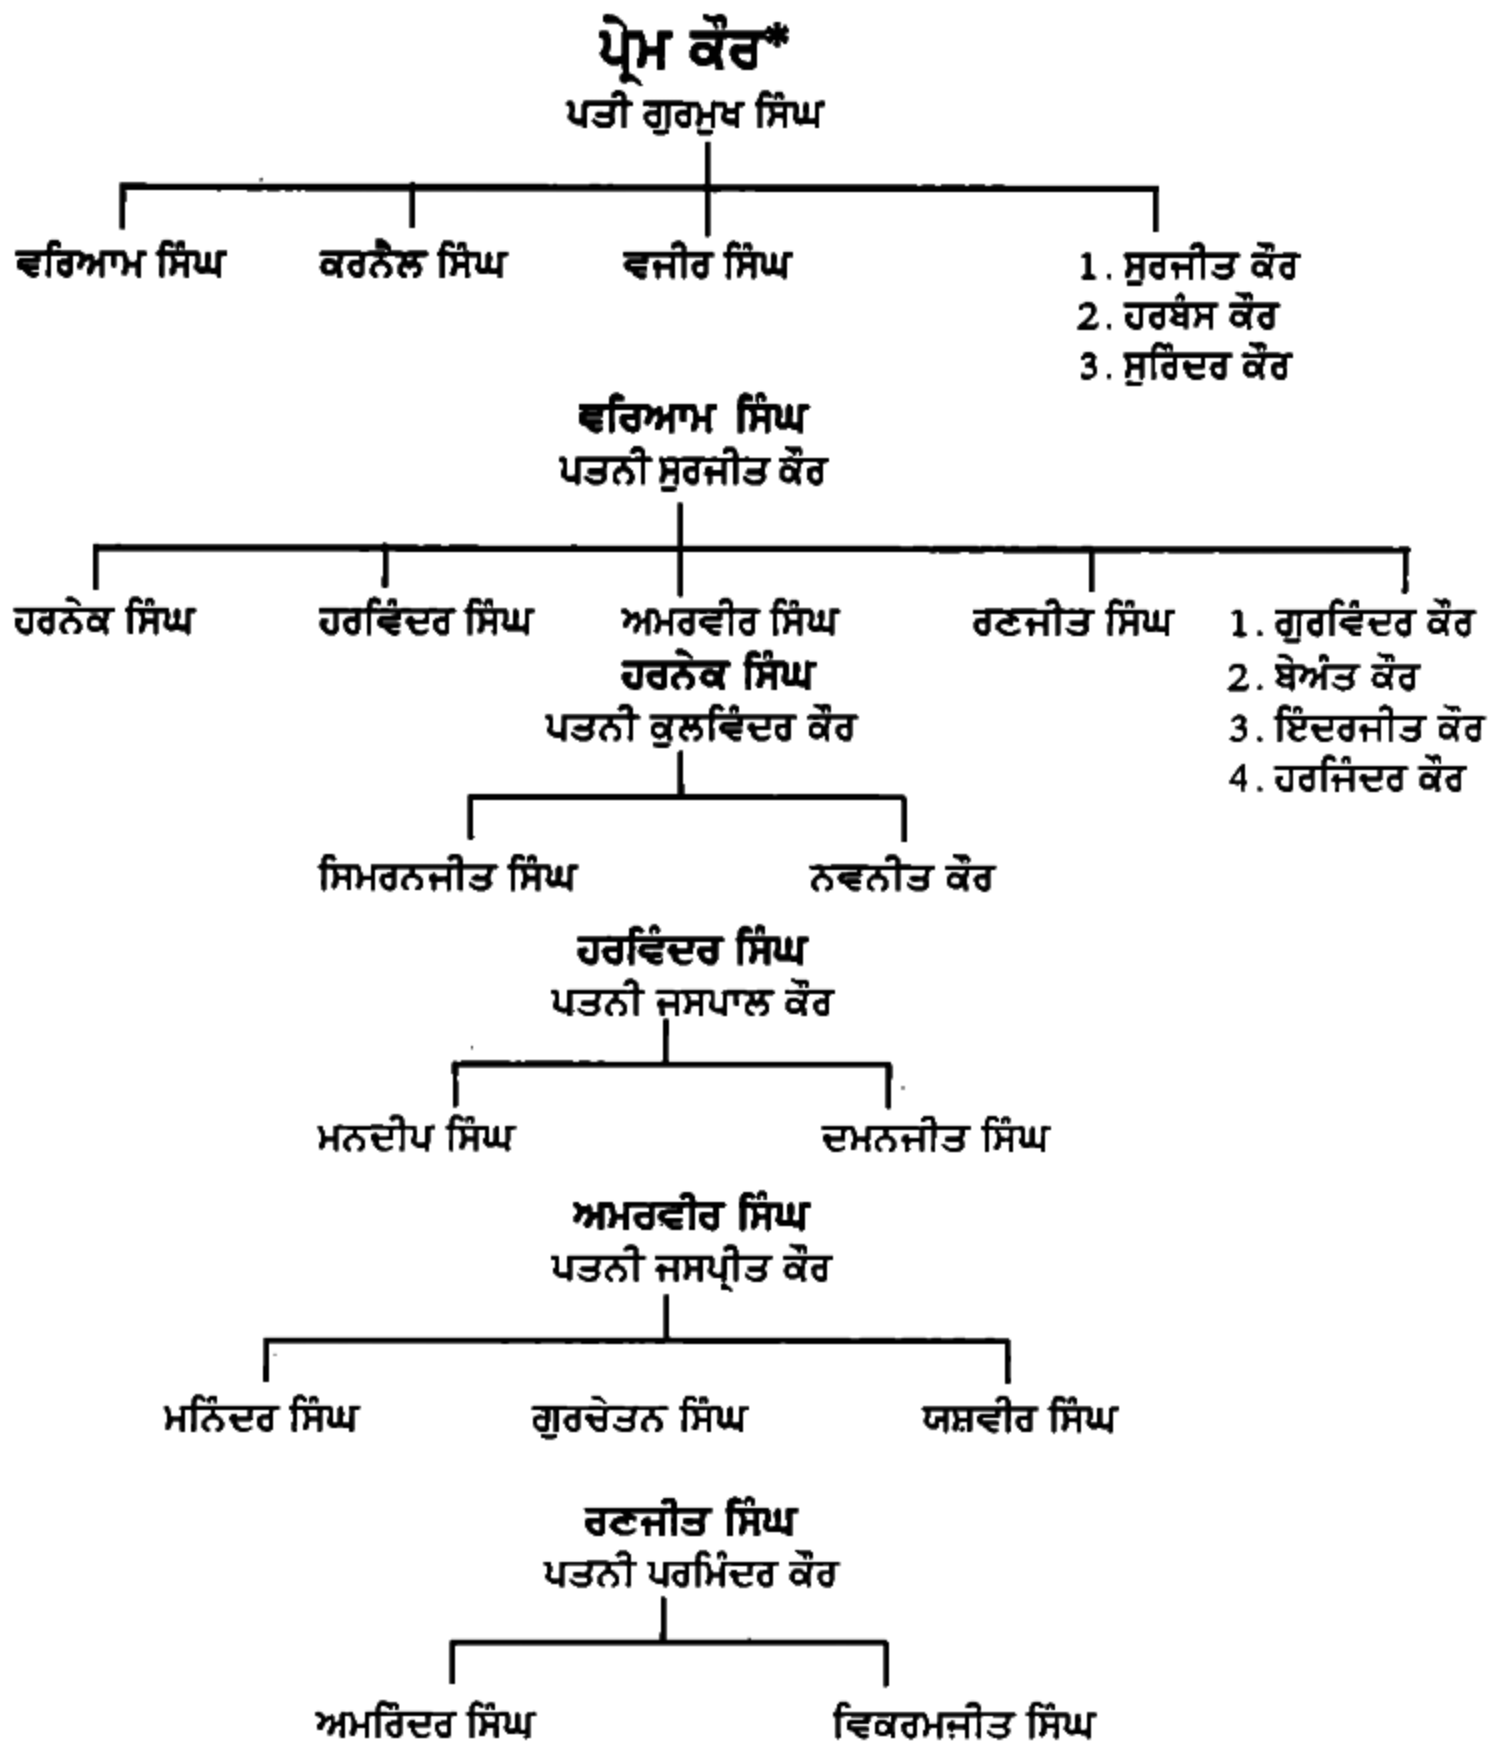 ਪ੍ਰੇਮ ਕੌਰ*
ਪਤੀ ਗੁਰਮੁਖ ਸਿੰਘ
ਵਰਿਆਮ ਸਿੰਘ ਕਰਨੈਲ ਸਿੰਘ ਵਜੀਰ ਸਿੰਘ 1. ਸੁਰਜੀਤ ਕੌਰ
2. ਹਰਬੰਸ ਕੌਰ
3. ਸੁਰਿੰਦਰ ਕੌਰ
ਵਰਿਆਮ ਸਿੰਘ
ਪਤਨੀ ਸੁਰਜੀਤ ਕੌਰ
ਹਰਨੇਕ ਸਿੰਘ ਹਰਵਿੰਦਰ ਸਿੰਘ ਅਮਰਵੀਰ ਸਿੰਘ ਰਣਜੀਤ ਸਿੰਘ 1. ਗੁਰਵਿੰਦਰ ਕੌਰ
ਹਰਨੇਕ ਸਿੰਘ 2. ਬੇਅੰਤ ਕੌਰ
ਪਤਨੀ ਕੁਲਵਿੰਦਰ ਕੌਰ 3. ਇੰਦਰਜੀਤ ਕੌਰ
4. ਹਰਜਿੰਦਰ ਕੌਰ
ਸਿਮਰਨਜੀਤ ਸਿੰਘ ਨਵਨੀਤ ਕੌਰ
ਹਰਵਿੰਦਰ ਸਿੰਘ
ਪਤਨੀ ਜਸਪਾਲ ਕੌਰ
ਮਨਦੀਪ ਸਿੰਘ ਦਮਨਜੀਤ ਸਿੰਘ
ਅਮਰਵੀਰ ਸਿੰਘ
ਪਤਨੀ ਜਸਪ੍ਰੀਤ ਕੌਰ
ਮਨਿੰਦਰ ਸਿੰਘ ਗੁਰਚੇਤਨ ਸਿੰਘ ਯਸ਼ਵੀਰ ਸਿੰਘ
ਰਣਜੀਤ ਸਿੰਘ
ਪਤਨੀ ਪਰਮਿੰਦਰ ਕੌਰ
ਅਮਰਿੰਦਰ ਸਿੰਘ ਵਿਕਰਮਜੀਤ ਸਿੰਘ